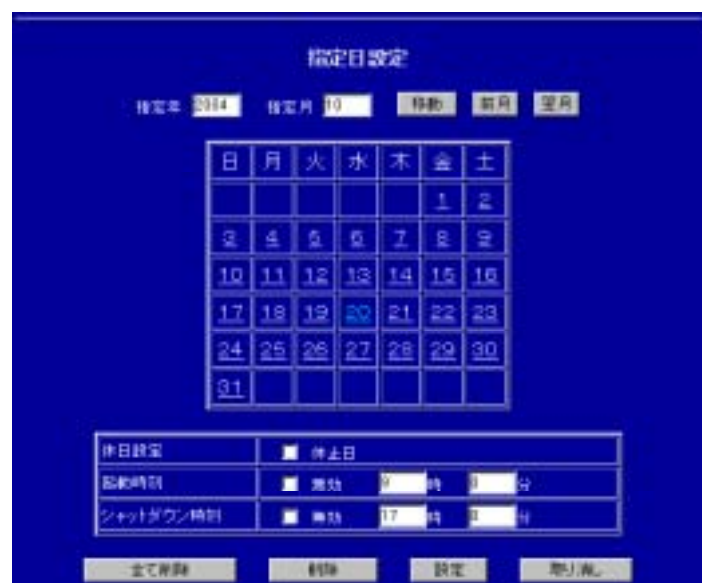 指定日設定
指定年 2004 指定月 10 移動 前月 翌月
日 月 火 水 木 金 土
1 2
3 4 5 6 7 8 9
10 11 12 13 14 15 16
17 18 19 20 21 22 23
24 25 26 27 28 29 30
31
休日設定 休止日
起動時刻 無効 時 分
シャットダウン時刻 無効 17 時 分
全て削除 削除 設定 取り消し